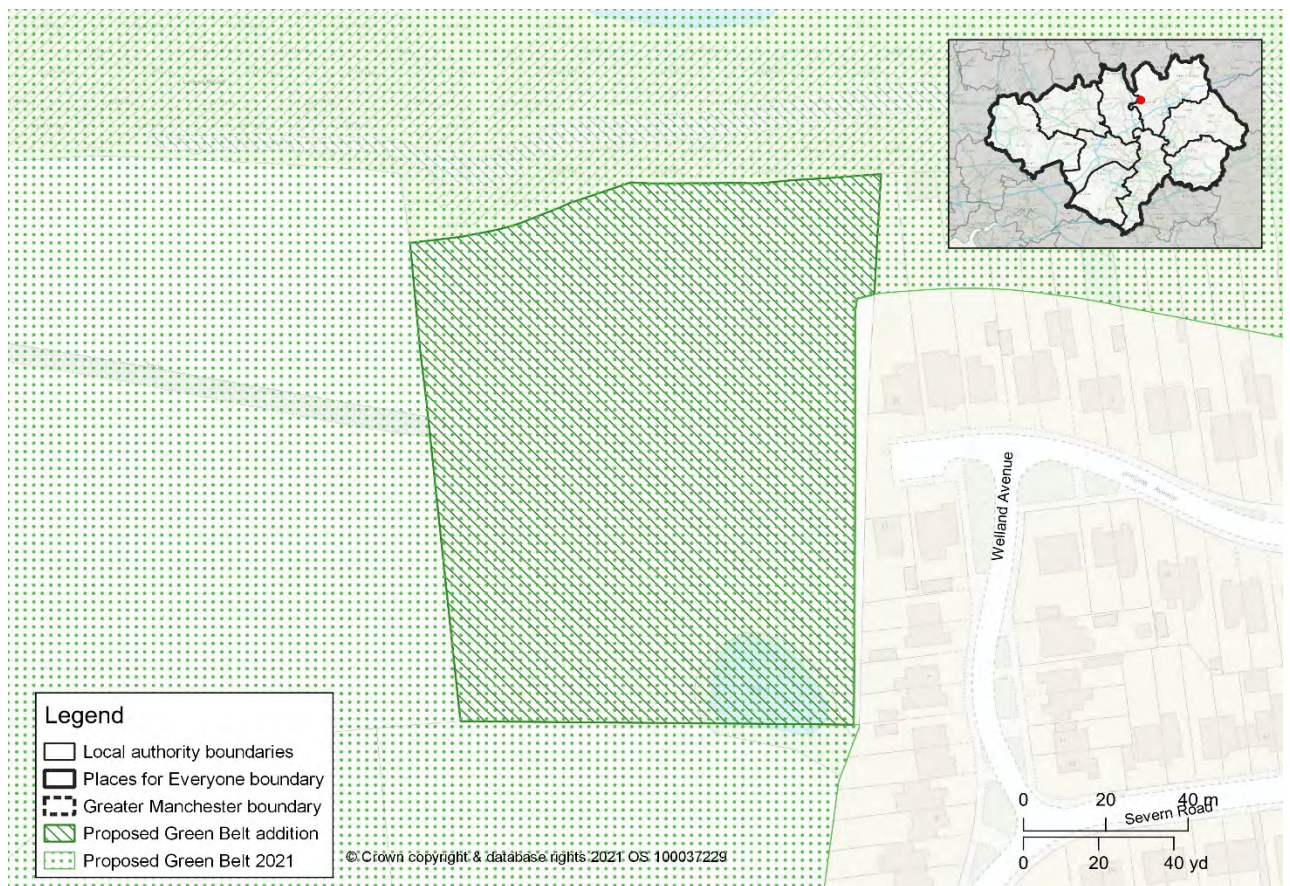 Welland Avenue
Severn Road
Legend
Local authority boundaries
Places for Everyone boundary
Greater Manchester boundary
Proposed Green Belt addition
Proposed Green Belt 2021
© Crown copyright & database rights 2021 OS 100037229
0 20 40 m
0 20 40 yd